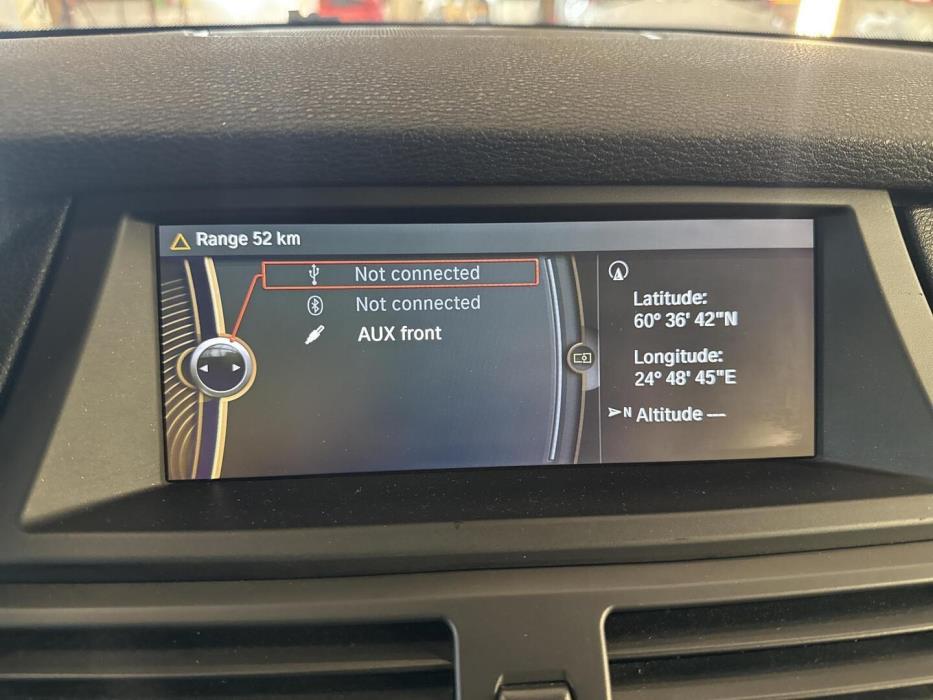 Range 52 km
Not connected
Not connected
AUX front
Latitude:
60° 36' 42"N
Longitude:
24° 48' 45"E
N Altitude ---